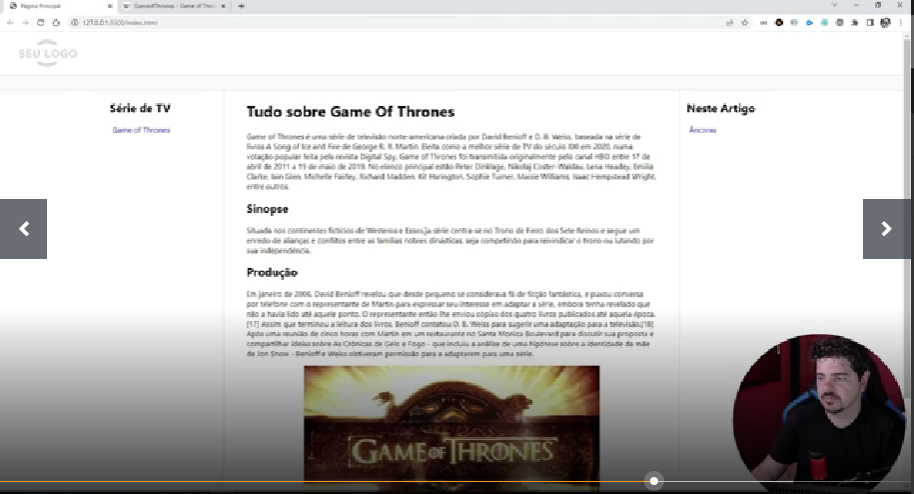 Página Principal
GameofThrones - Game of Thro
127.0.0.1:5500/index.html
SEU LOGO
Série de TV
Game of Thrones
Tudo sobre Game Of Thrones
Game of Thrones é uma série de televisão norte-americana criada por David Benioff e D. B. Weiss, baseada na série de
livros A Song of Ice and Fire de George R. R. Martin. Eleita como a melhor série de TV do século XXI em 2020, numa
votação popular feita pela revista Digital Spy, Game of Thrones foi transmitida originalmente pelo canal HBO entre 17 de
abril de 2011 a 19 de maio de 2019. No elenco principal estão Peter Dinklage, Nikolaj Coster-Waldau, Lena Headey, Emilia
Clarke, Iain Glen, Michelle Fairley, Richard Madden, Kit Harington, Sophie Turner, Maisie Williams, Isaac Hempstead Wright,
entre outros.
Sinopse
Situada nos continentes fictícios de Westeros e Essos,a série centra-se no Trono de Ferro dos Sete Reinos e segue um
enredo de alianças e conflitos entre as famílias nobres dinásticas, seja competindo para reivindicar o trono ou lutando por
sua independência.
Produção
Em janeiro de 2006, David Benioff revelou que desde pequeno se considerava fã de ficção fantástica, e puxou conversa
por telefone com o representante de Martin para expressar seu interesse em adaptar a série, embora tenha revelado que
não a havia lido até aquele ponto. O representante então lhe enviou cópias dos quatro livros publicados até aquela época.
[17] Assim que terminou a leitura dos livros, Benioff contatou D. B. Weiss para sugerir uma adaptação para a televisão.[18]
Após uma reunião de cinco horas com Martin em um restaurante no Santa Monica Boulevard para discutir sua proposta e
compartilhar ideias sobre As Crônicas de Gelo e Fogo - que incluiu a análise de uma hipótese sobre a identidade da mãe
de Jon Snow - Benioff e Weiss obtiveram permissão para a adaptarem para uma série.
GAME OF THRONES
Neste Artigo
Âncoras